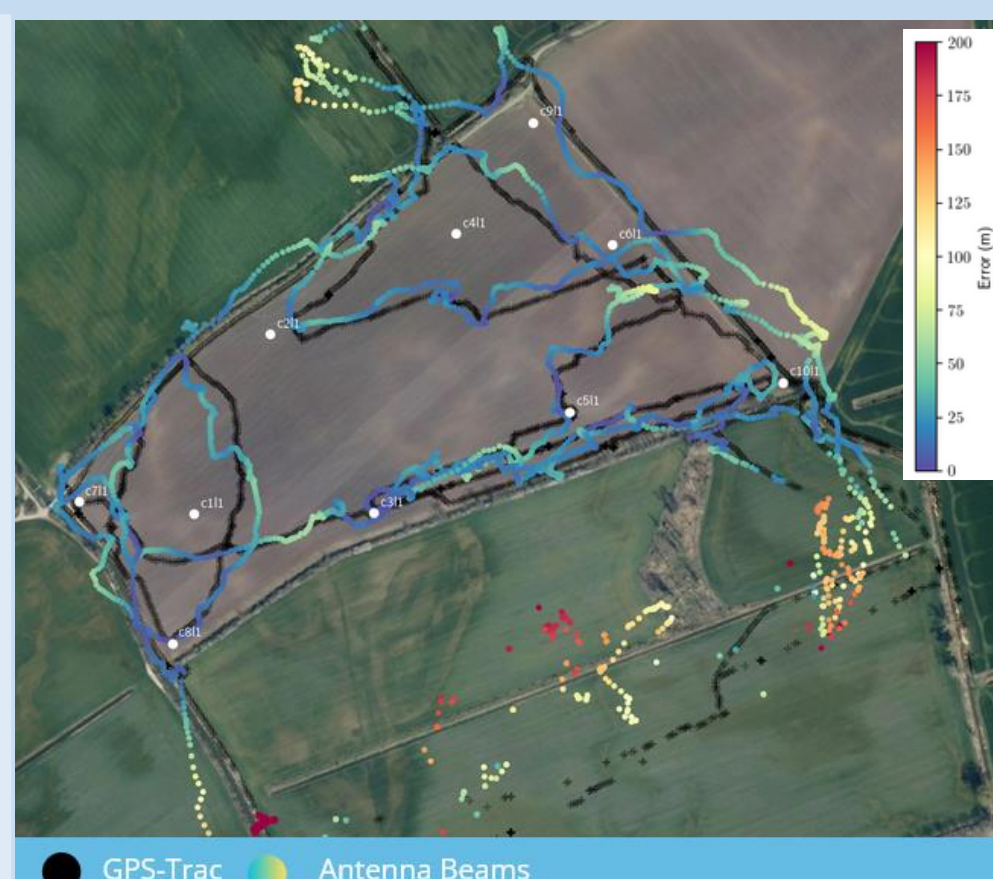 200
175
150
125
100
75
50
25
0
Error (m)
c9l1
c4l1
c6l1
c2l1
c10l1
c5l1
c7l1
c1l1
c3l1
c8l1
GPS-Trac
Antenna Beams